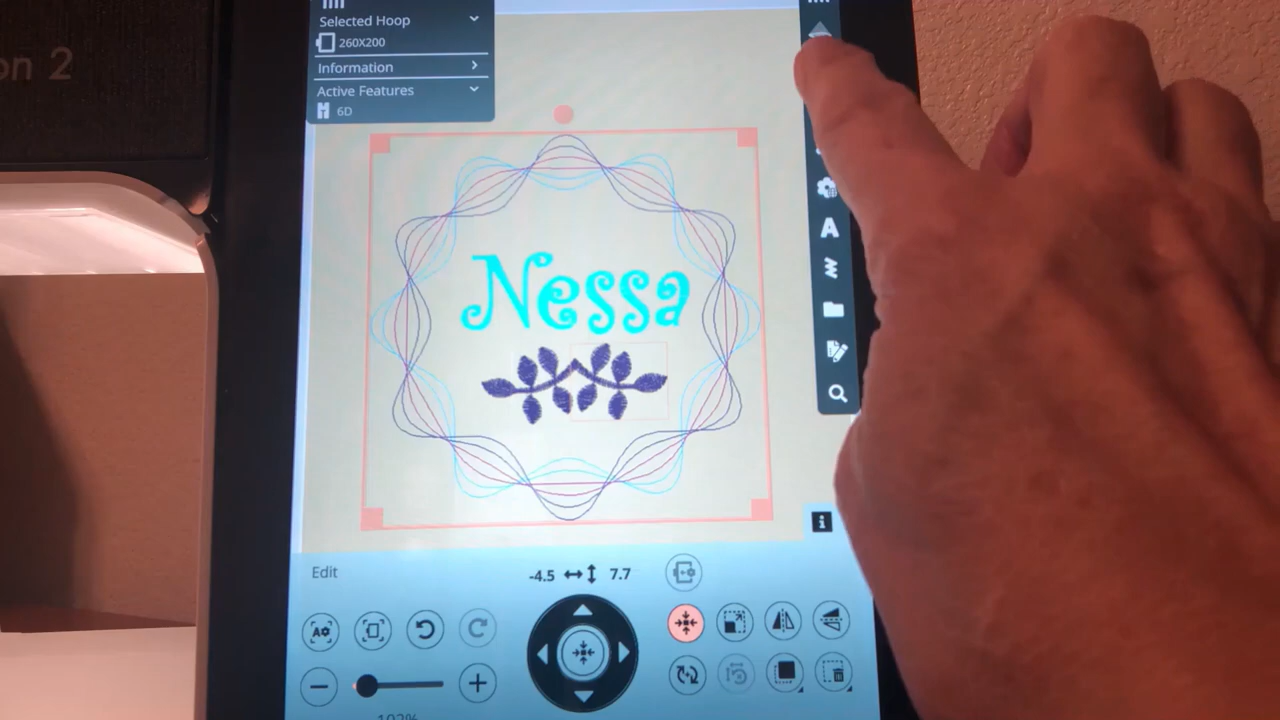 on 2
Selected Hoop
260X200
Information
Active Features
6D
A
Nessa
i
Edit
-4.5 7.7
A
102%